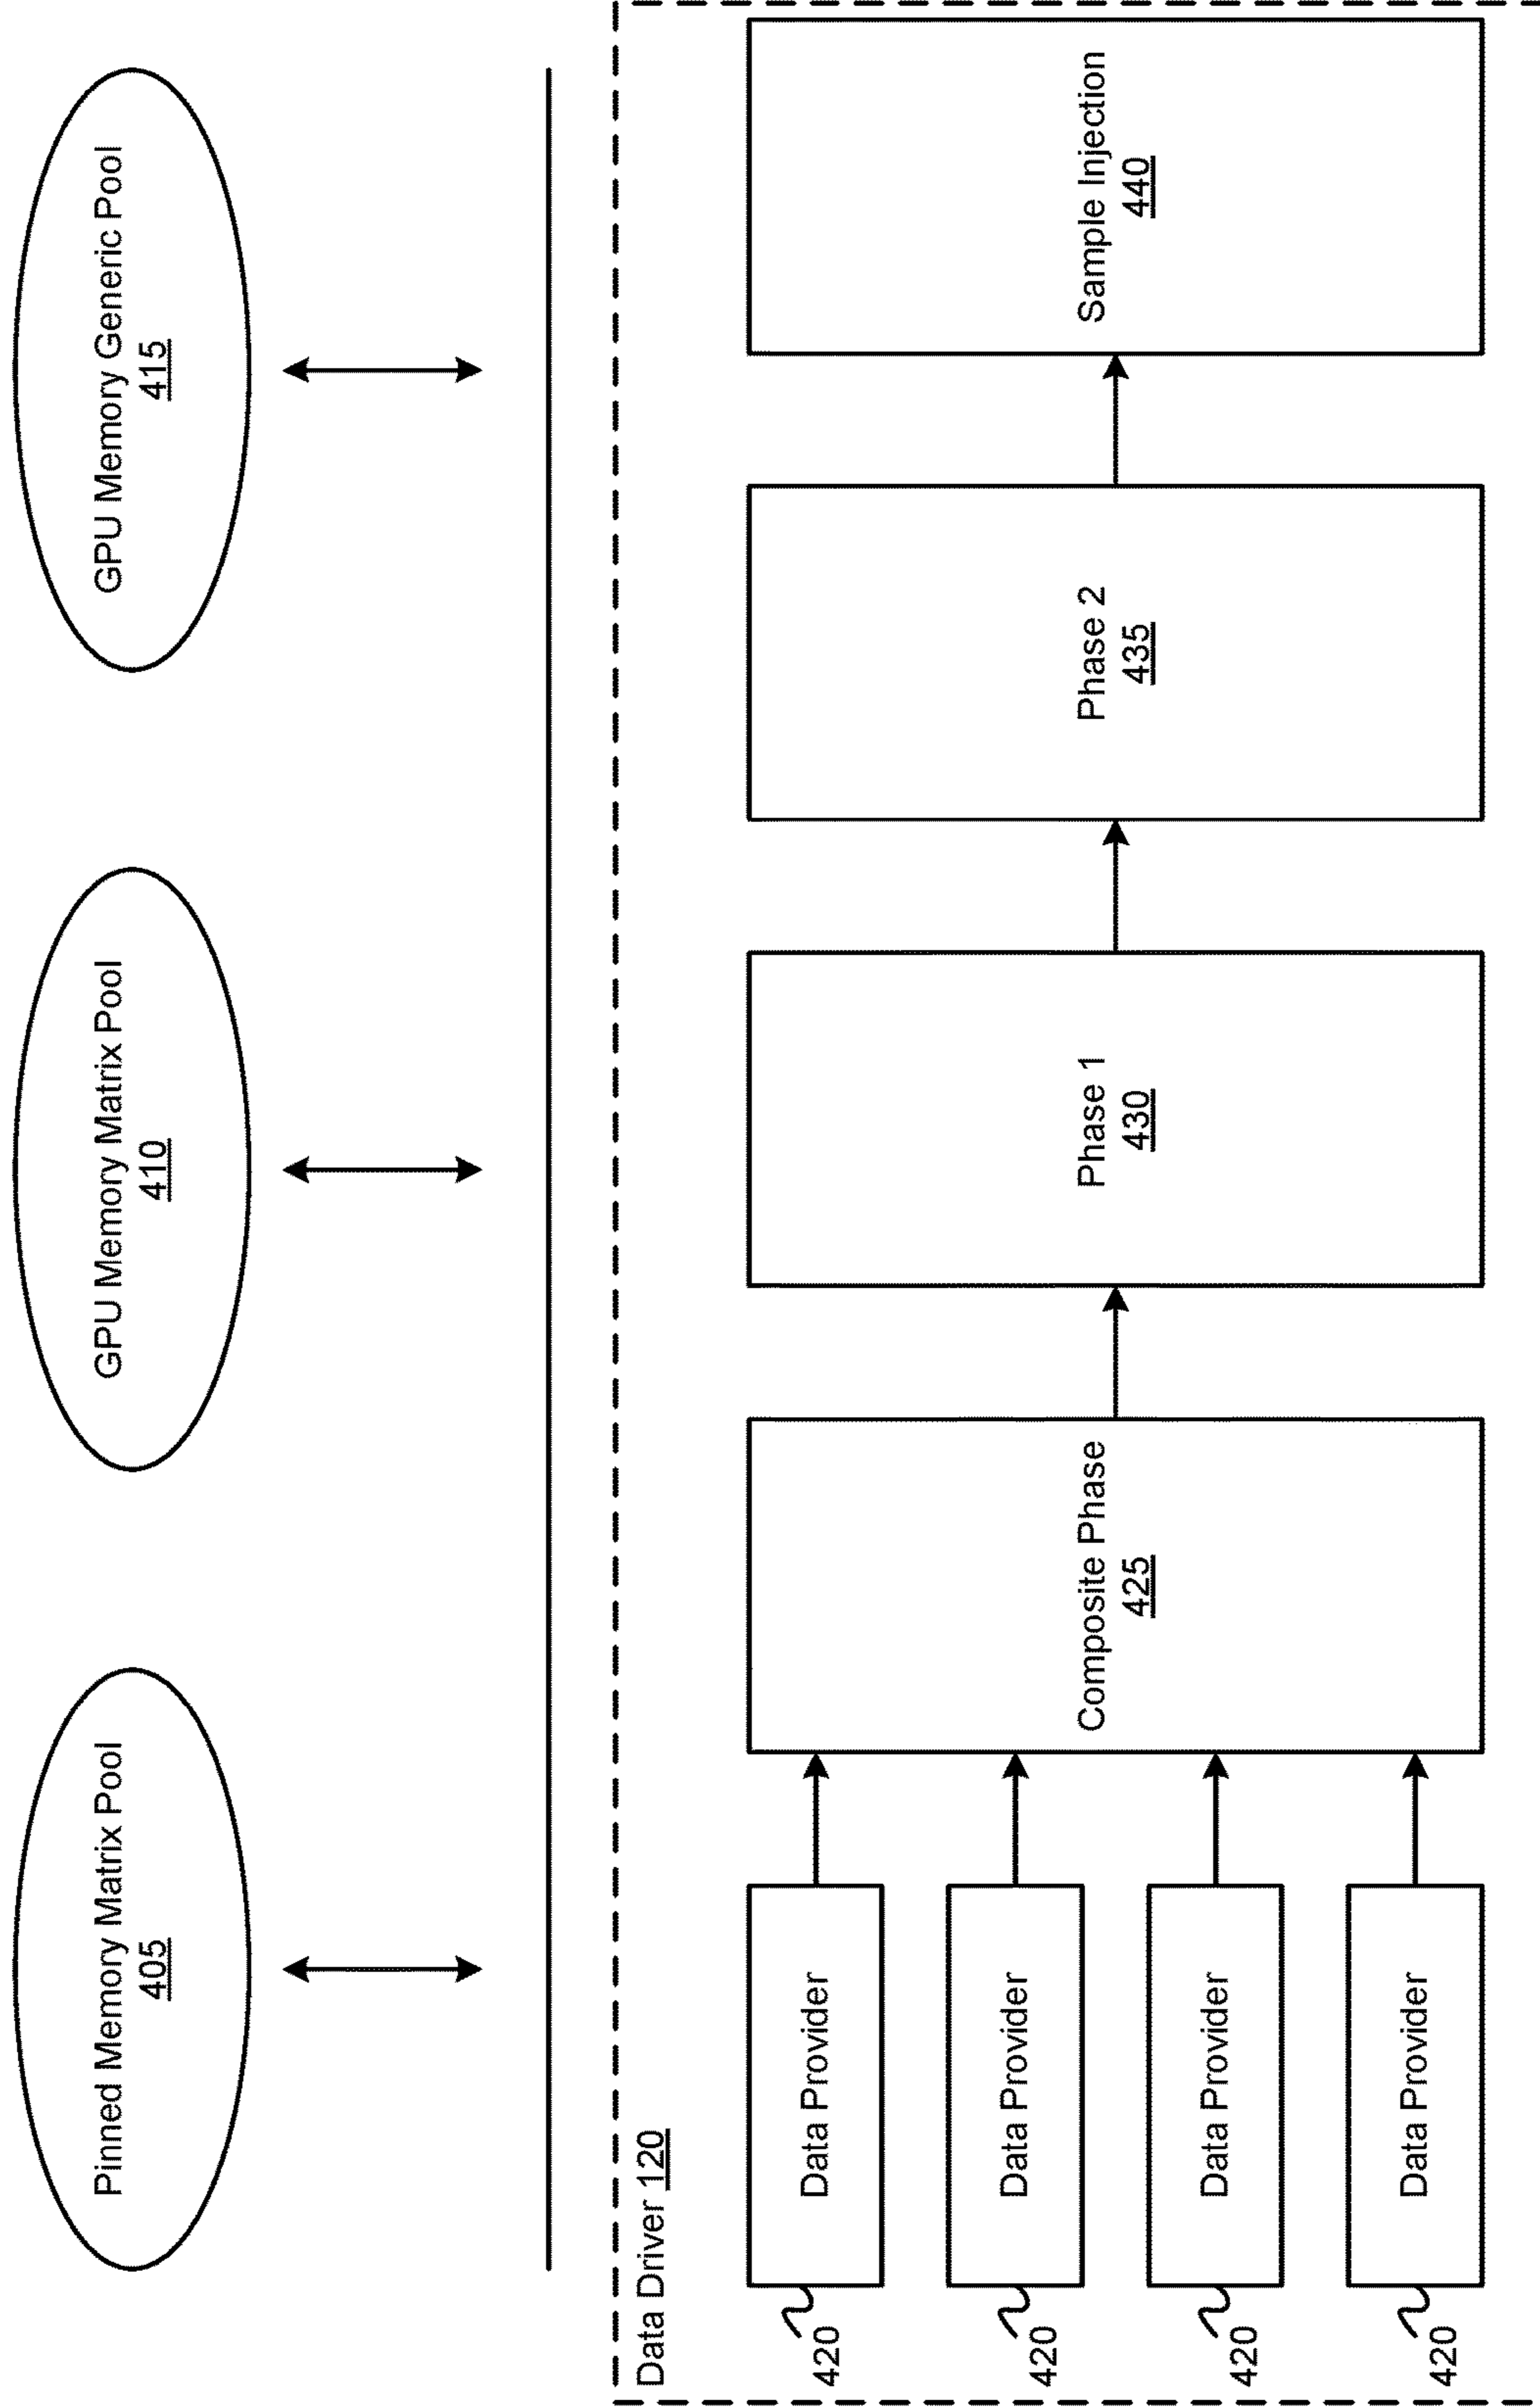 Pinned Memory Matrix Pool
405
GPU Memory Matrix Pool
410
GPU Memory Generic Pool
415
Data Driver 120
Data Provider
420
Data Provider
420
Data Provider
420
Data Provider
420
Composite Phase
425
Phase 1
430
Phase 2
435
Sample Injection
440